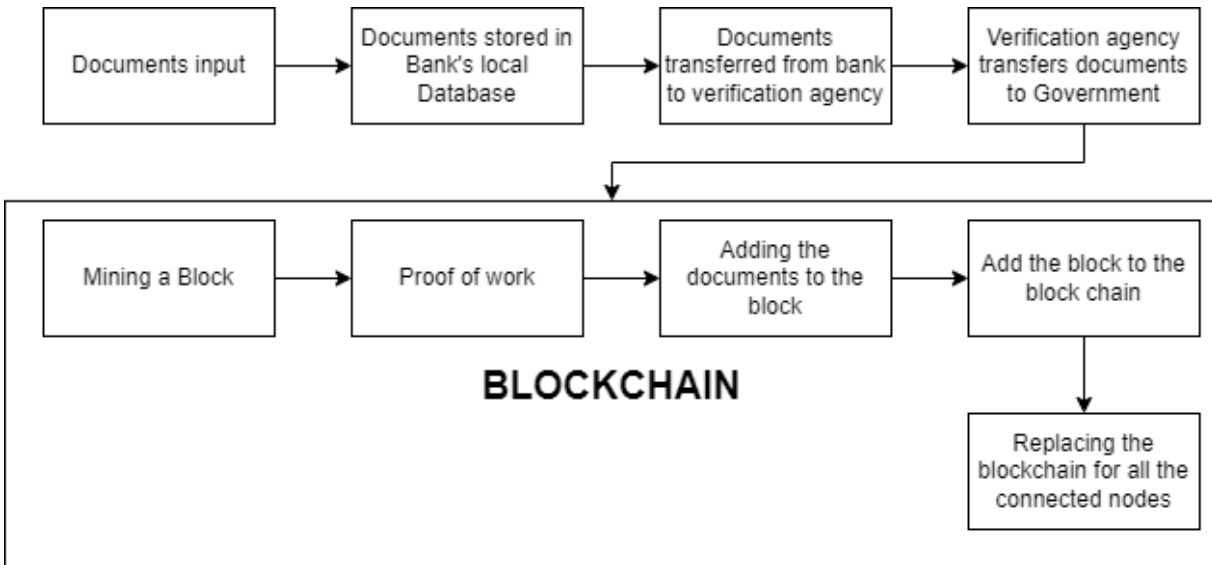 Documents input
Documents stored in
Bank's local
Database
Documents
transferred from bank
to verification agency
Verification agency
transfers documents
to Government
Mining a Block
Proof of work
Adding the
documents to the
block
Add the block to the
block chain
BLOCKCHAIN
Replacing the
blockchain for all the
connected nodes